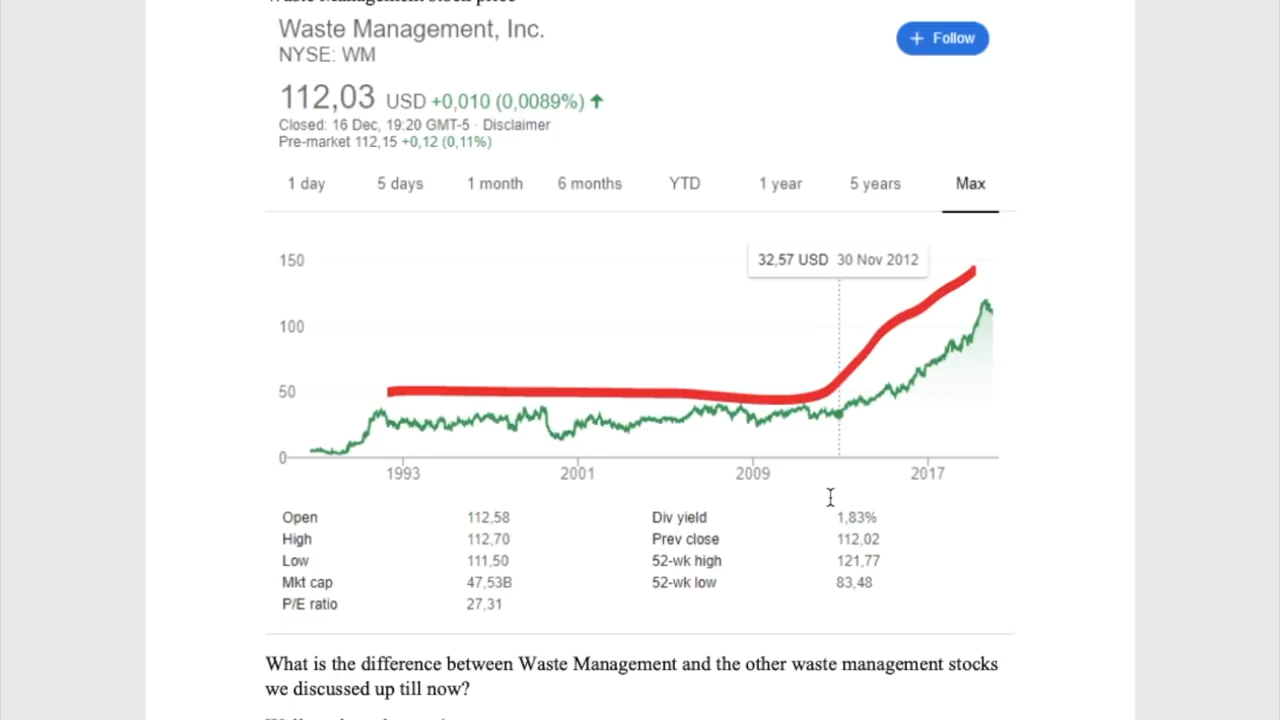 Waste Management stock price
Waste Management, Inc.
+ Follow
NYSE: WM
112,03 USD +0,010 (0,0089%) ↑
Closed: 16 Dec, 19:20 GMT-5 · Disclaimer
Pre-market 112,15 +0,12 (0,11%)
1 day 5 days 1 month 6 months YTD 1 year 5 years Max
32,57 USD 30 Nov 2012
150
100
50
0
1993 2001 2009 2017
Open 112,58 Div yield 1,83%
High 112,70 Prev close 112,02
Low 111,50 52-wk high 121,77
Mkt cap 47,53B 52-wk low 83,48
P/E ratio 27,31
What is the difference between Waste Management and the other waste management stocks
we discussed up till now?